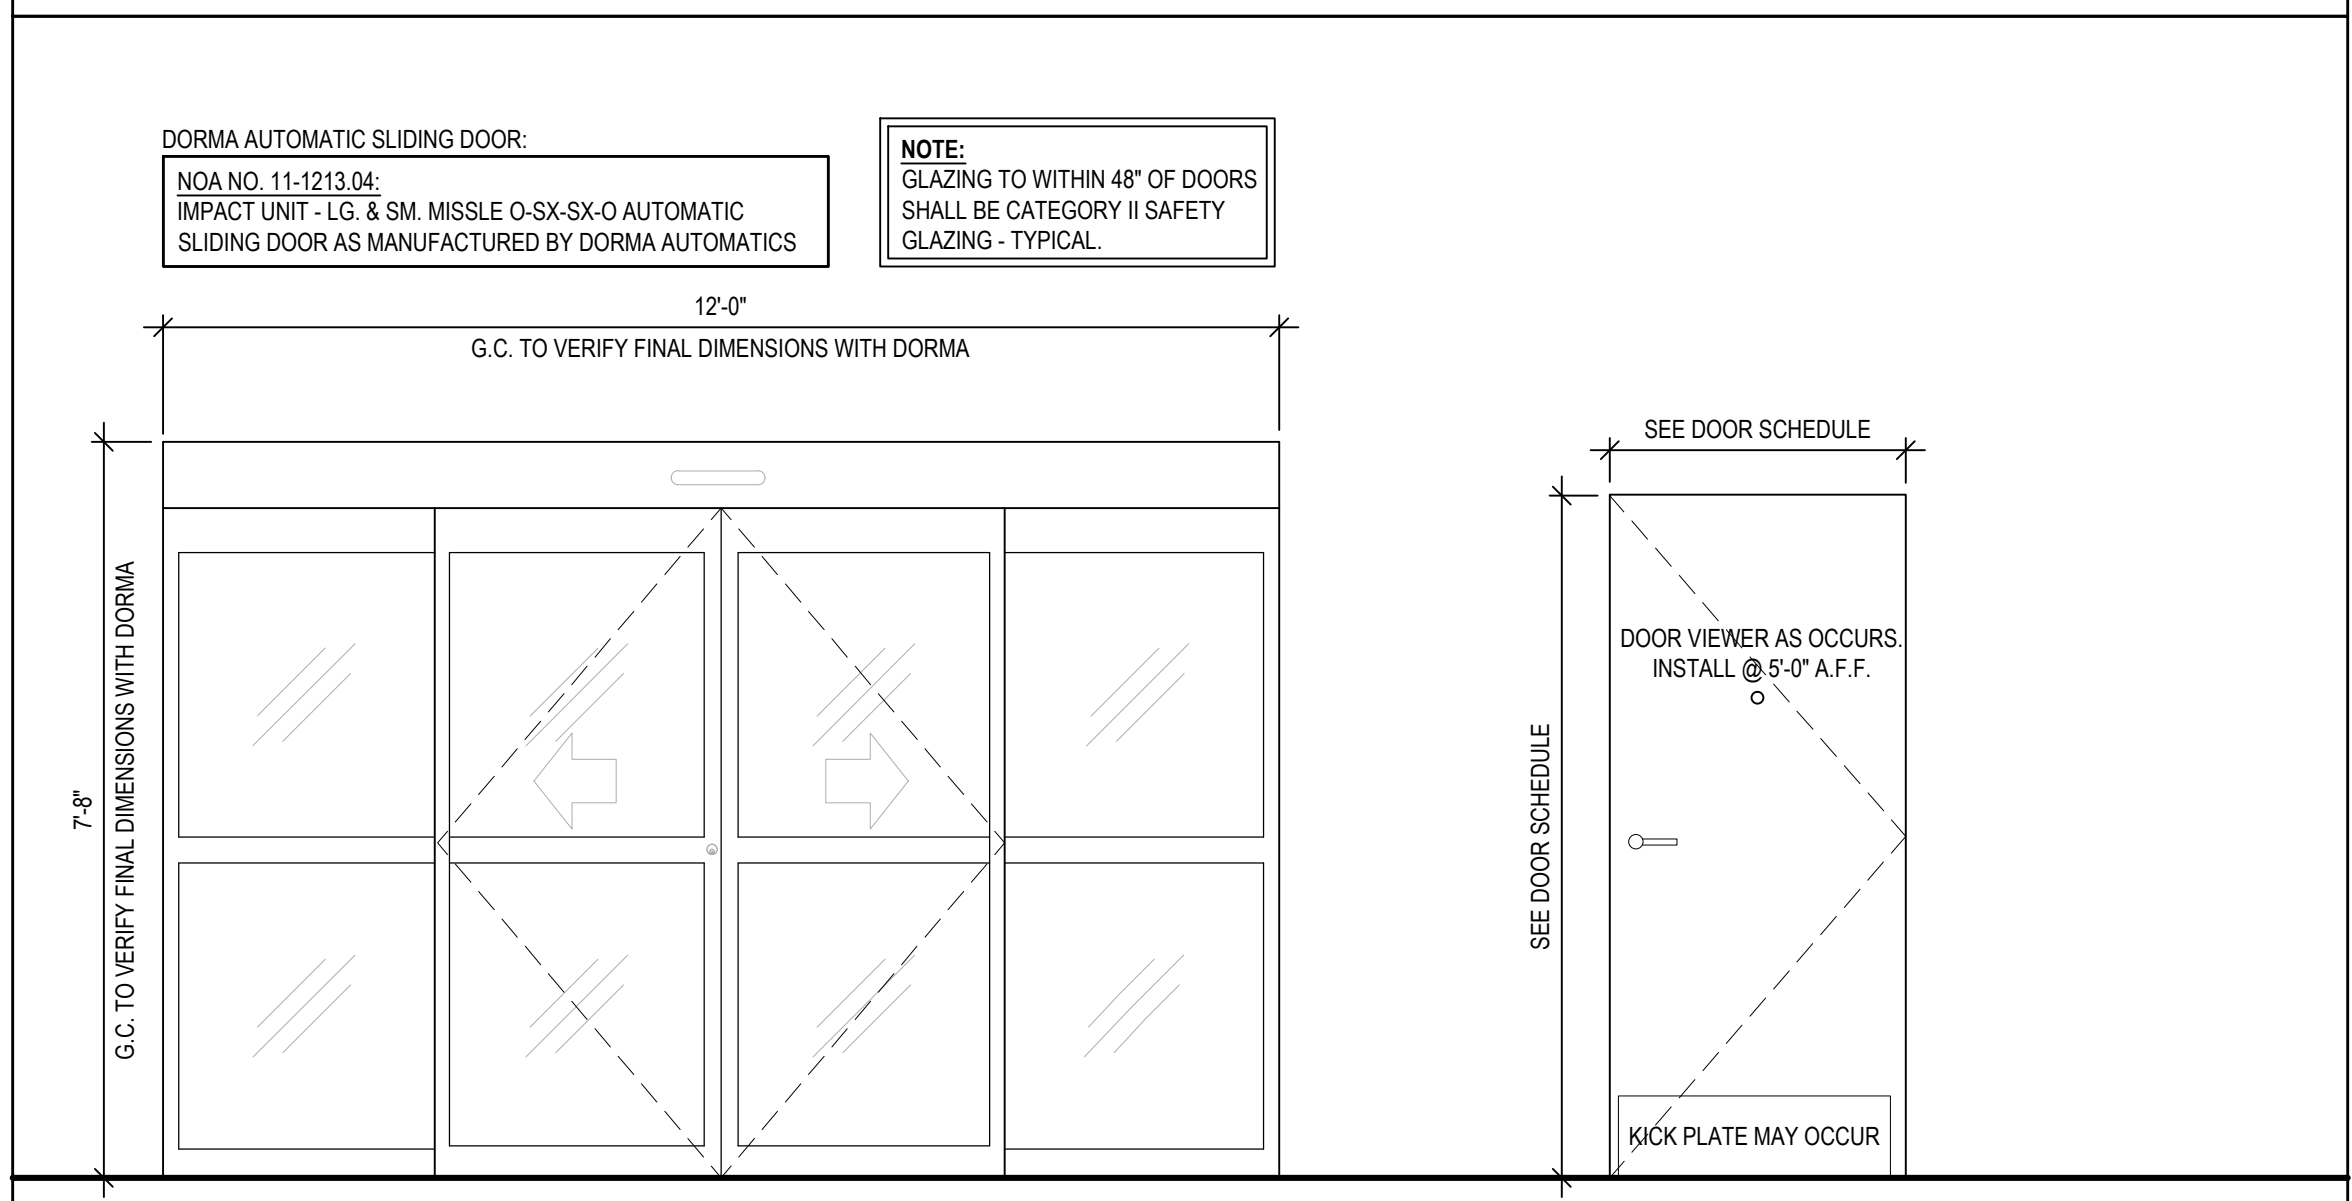 DORMA AUTOMATIC SLIDING DOOR:
NOA NO. 11-1213.04:
IMPACT UNIT - LG. & SM. MISSLE O-SX-SX-O AUTOMATIC
SLIDING DOOR AS MANUFACTURED BY DORMA AUTOMATICS
NOTE:
GLAZING TO WITHIN 48" OF DOORS
SHALL BE CATEGORY II SAFETY
GLAZING - TYPICAL.
12'-0"
G.C. TO VERIFY FINAL DIMENSIONS WITH DORMA
7'-8"
G.C. TO VERIFY FINAL DIMENSIONS WITH DORMA
SEE DOOR SCHEDULE
SEE DOOR SCHEDULE
DOOR VIEWER AS OCCURS.
INSTALL @ 5'-0" A.F.F.
KICK PLATE MAY OCCUR